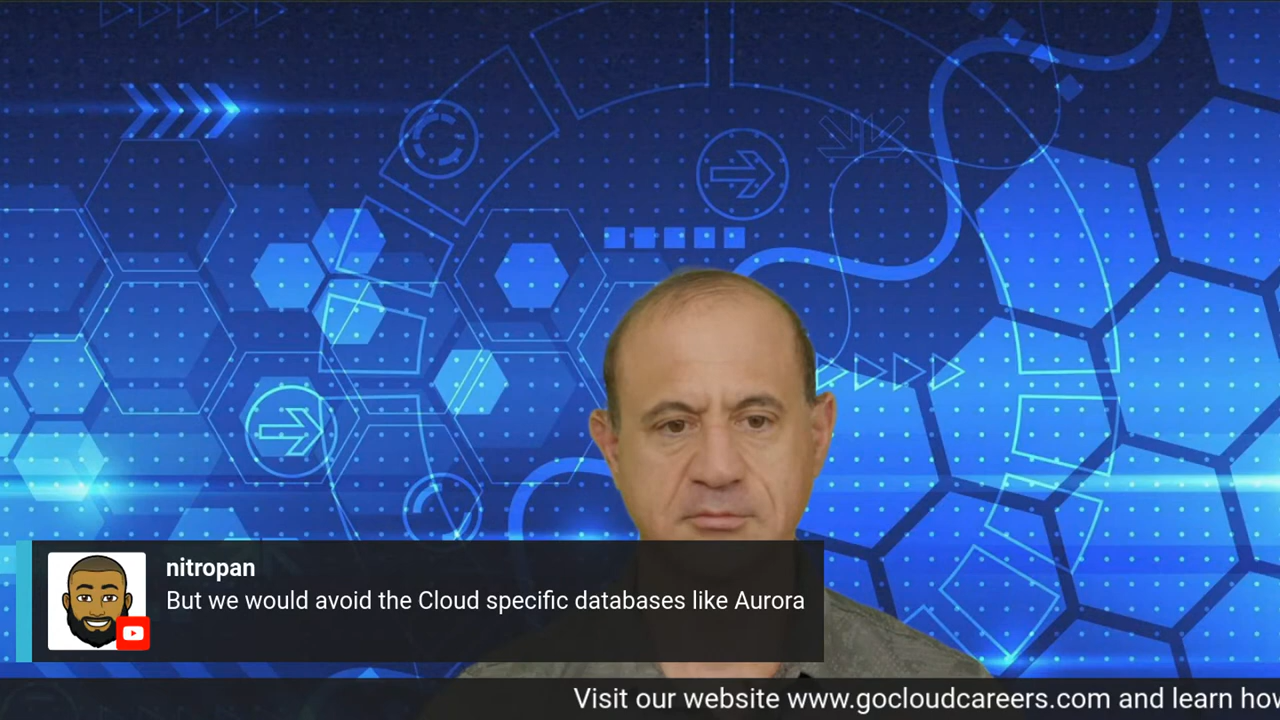 nitropan
But we would avoid the Cloud specific databases like Aurora
Visit our website www.gocloudcareers.com and learn how